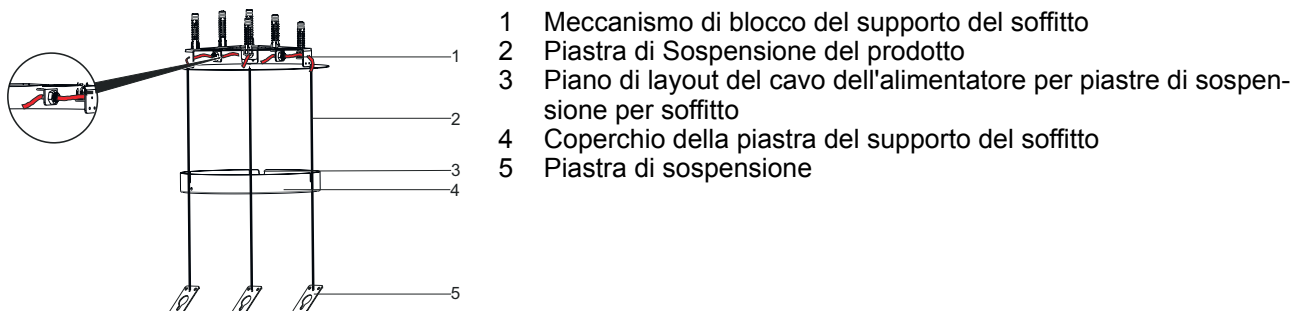 1
2
3
4
5
1 Meccanismo di blocco del supporto del soffitto
2 Piastra di Sospensione del prodotto
3 Piano di layout del cavo dell'alimentatore per piastre di sospen-
sione per soffitto
4 Coperchio della piastra del supporto del soffitto
5 Piastra di sospensione